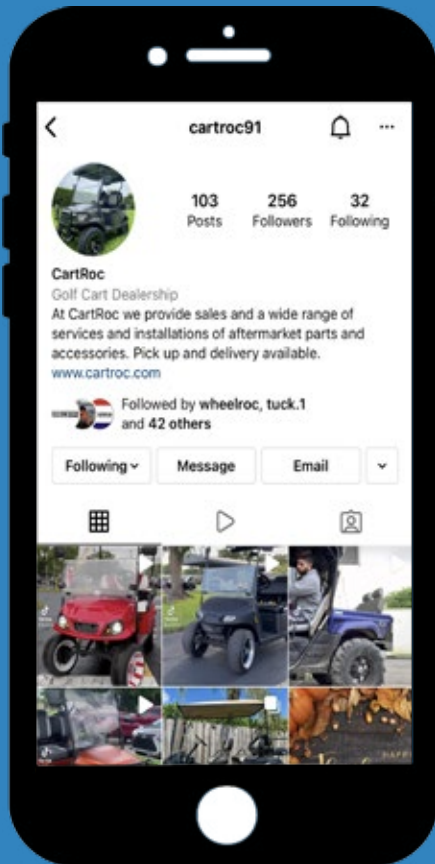 cartroc91
103 256 32
Posts Followers Following
CartRoc
Golf Cart Dealership
At CartRoc we provide sales and a wide range of
services and installations of aftermarket parts and
accessories. Pick up and delivery available.
www.cartroc.com
Followed by wheelroc, tuck.1
and 42 others
Following Message Email